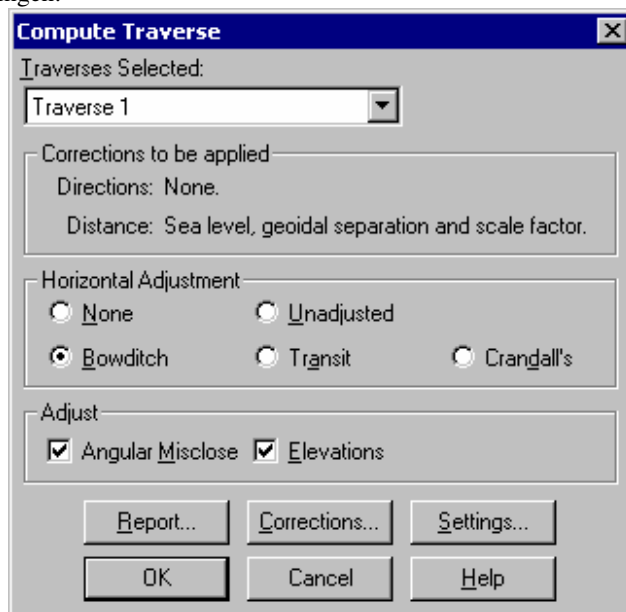 ngen.
Compute Traverse
Traverses Selected:
Traverse 1
Corrections to be applied
Directions: None.
Distance: Sea level, geoidal separation and scale factor.
Horizontal Adjustment
None Unadjusted
Bowditch Transit Crandall's
Adjust
Angular Misclose Elevations
Report... Corrections... Settings...
OK Cancel Help